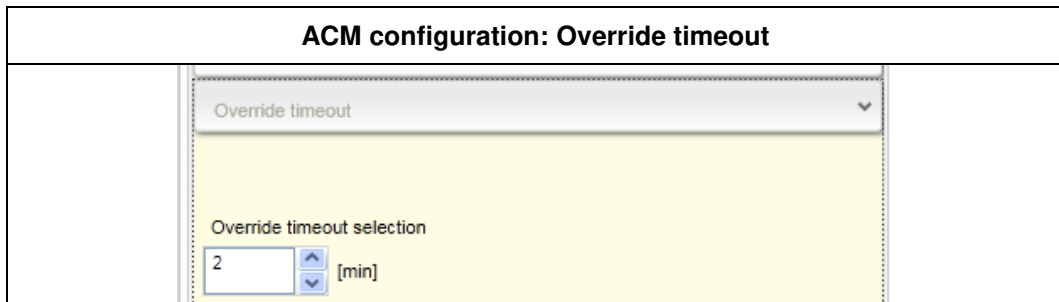 ACM configuration: Override timeout
Override timeout
Override timeout selection
2 [min]